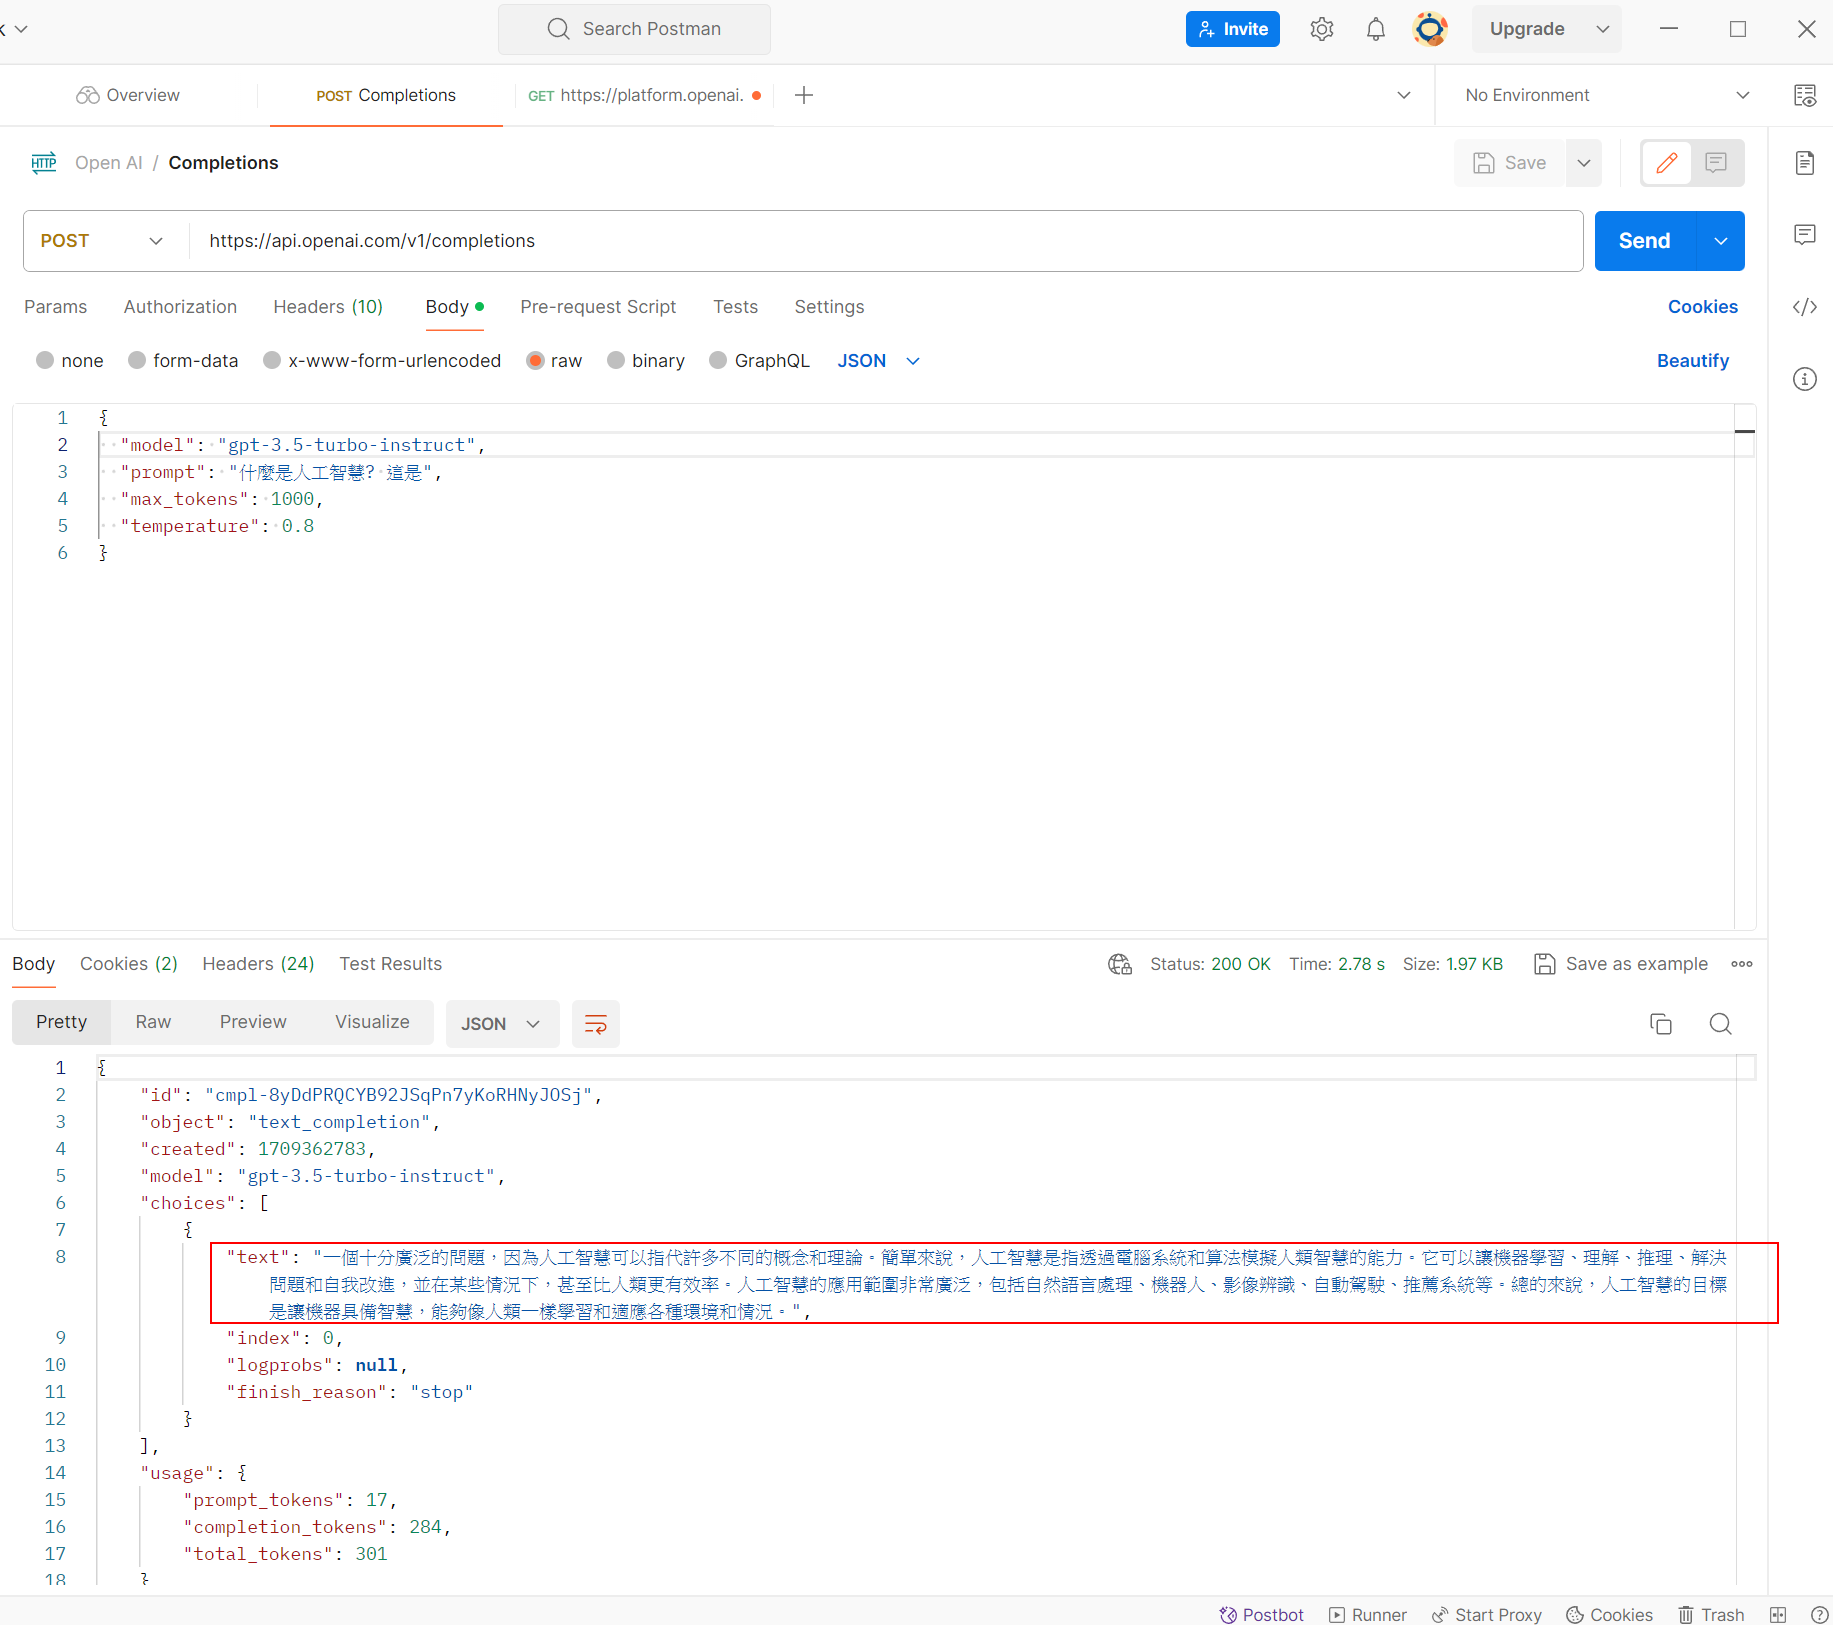 Search Postman
Invite
Upgrade
Overview
POST Completions
GET https://platform.openai.
No Environment
HTTP
Open AI / Completions
Save
POST
https://api.openai.com/v1/completions
Send
Params
Authorization
Headers (10)
Body
Pre-request Script
Tests
Settings
Cookies
none
form-data
x-www-form-urlencoded
raw
binary
GraphQL
JSON
Beautify
1 {
2 "model": "gpt-3.5-turbo-instruct",
3 "prompt": "什麼是人工智慧? 這是",
4 "max_tokens": 1000,
5 "temperature": 0.8
6 }
Body
Cookies (2)
Headers (24)
Test Results
Status: 200 OK
Time: 2.78 s
Size: 1.97 KB
Save as example
Pretty
Raw
Preview
Visualize
JSON
1 {
2 "id": "cmpl-8yDdPRQCYB92JSqPn7yKoRHNyJOSj",
3 "object": "text_completion",
4 "created": 1709362783,
5 "model": "gpt-3.5-turbo-instruct",
6 "choices": [
7 {
8 "text": "一個十分廣泛的問題，因為人工智慧可以指代許多不同的概念和理論。簡單來說，人工智慧是指透過電腦系統和算法模擬人類智慧的能力。它可以讓機器學習、理解、推理、解決
問題和自我改進，並在某些情況下，甚至比人類更有效率。人工智慧的應用範圍非常廣泛，包括自然語言處理、機器人、影像辨識、自動駕駛、推薦系統等。總的來說，人工智慧的目標
是讓機器具備智慧，能夠像人類一樣學習和適應各種環境和情況。",
9 "index": 0,
10 "logprobs": null,
11 "finish_reason": "stop"
12 }
13 ],
14 "usage": {
15 "prompt_tokens": 17,
16 "completion_tokens": 284,
17 "total_tokens": 301
18 }
Postbot
Runner
Start Proxy
Cookies
Trash